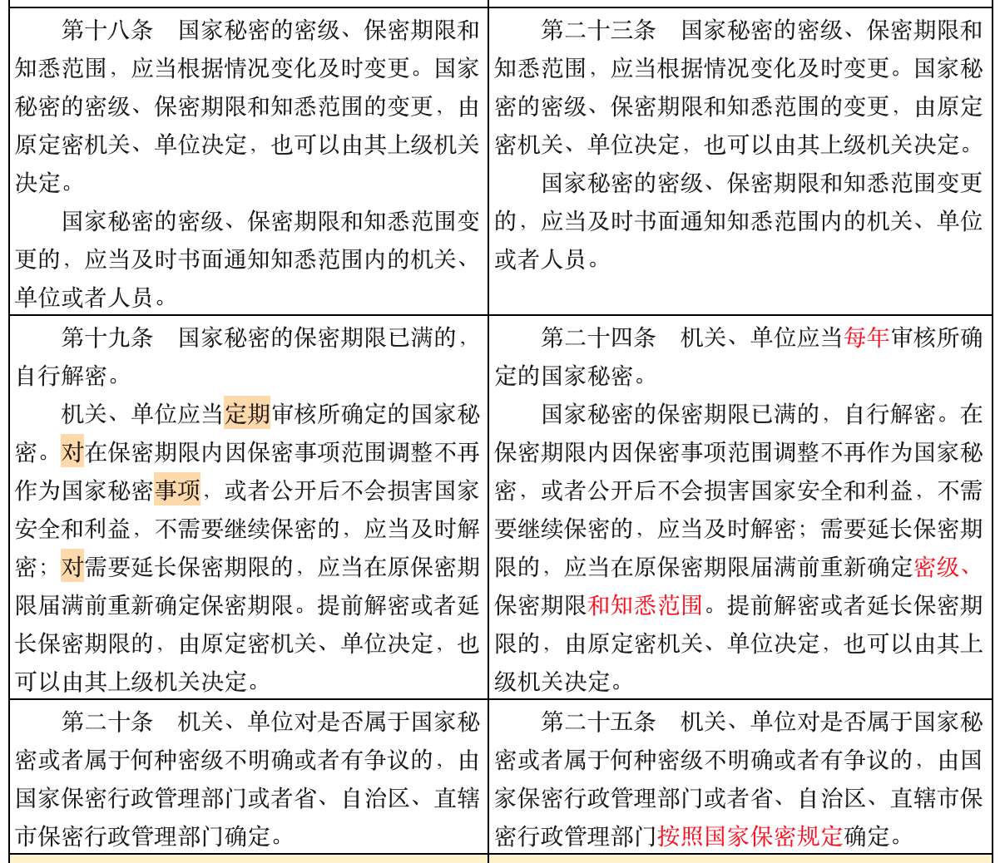 第十八条　国家秘密的密级、保密期限和
知悉范围，应当根据情况变化及时变更。国家
秘密的密级、保密期限和知悉范围的变更，由
原定密机关、单位决定，也可以由其上级机关
决定。
国家秘密的密级、保密期限和知悉范围变
更的，应当及时书面通知知悉范围内的机关、
单位或者人员。
第二十三条　国家秘密的密级、保密期限和
知悉范围，应当根据情况变化及时变更。国家秘
密的密级、保密期限和知悉范围的变更，由原定
密机关、单位决定，也可以由其上级机关决定。
国家秘密的密级、保密期限和知悉范围变更
的，应当及时书面通知知悉范围内的机关、单位
或者人员。
第十九条　国家秘密的保密期限已满的，
自行解密。
机关、单位应当定期审核所确定的国家秘
密。对在保密期限内因保密事项范围调整不再
作为国家秘密事项，或者公开后不会损害国家
安全和利益，不需要继续保密的，应当及时解
密；对需要延长保密期限的，应当在原保密期
限届满前重新确定保密期限。提前解密或者延
长保密期限的，由原定密机关、单位决定，也
可以由其上级机关决定。
第二十四条　机关、单位应当每年审核所确
定的国家秘密。
国家秘密的保密期限已满的，自行解密。在
保密期限内因保密事项范围调整不再作为国家秘
密，或者公开后不会损害国家安全和利益，不需
要继续保密的，应当及时解密；需要延长保密期
限的，应当在原保密期限届满前重新确定密级、
保密期限和知悉范围。提前解密或者延长保密期
限的，由原定密机关、单位决定，也可以由其上
级机关决定。
第二十条　机关、单位对是否属于国家秘
密或者属于何种密级不明确或者有争议的，由
国家保密行政管理部门或者省、自治区、直辖
市保密行政管理部门确定。
第二十五条　机关、单位对是否属于国家秘
密或者属于何种密级不明确或者有争议的，由国
家保密行政管理部门或者省、自治区、直辖市保
密行政管理部门按照国家保密规定确定。